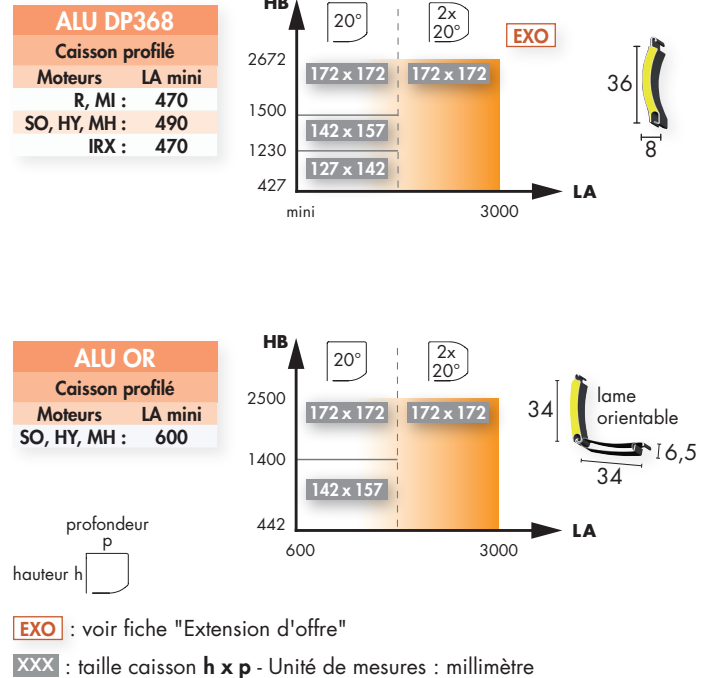 ALU DP368
Caisson profilé
Moteurs LA mini
R, MI : 470
SO, HY, MH : 490
IRX : 470
HB
20°
2x
20°
EXO
2672
172 x 172
172 x 172
1500
142 x 157
1230
127 x 142
427
LA
mini
3000
36
8
ALU OR
Caisson profilé
Moteurs LA mini
SO, HY, MH : 600
HB
20°
2x
20°
2500
172 x 172
172 x 172
1400
142 x 157
442
LA
600
3000
34
lame
orientable
6,5
34
profondeur
p
hauteur h
EXO : voir fiche "Extension d'offre"
XXX : taille caisson h x p - Unité de mesures : millimètre